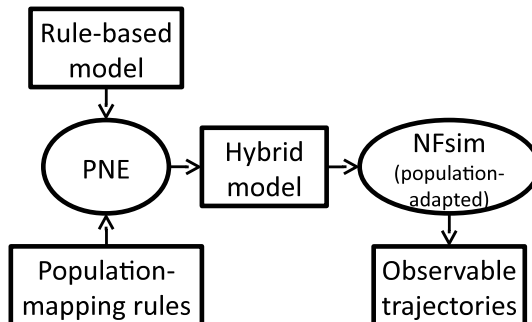 Rule-based
model
PNE
Hybrid
model
NFsim
(population-
adapted)
Population-
mapping rules
Observable
trajectories